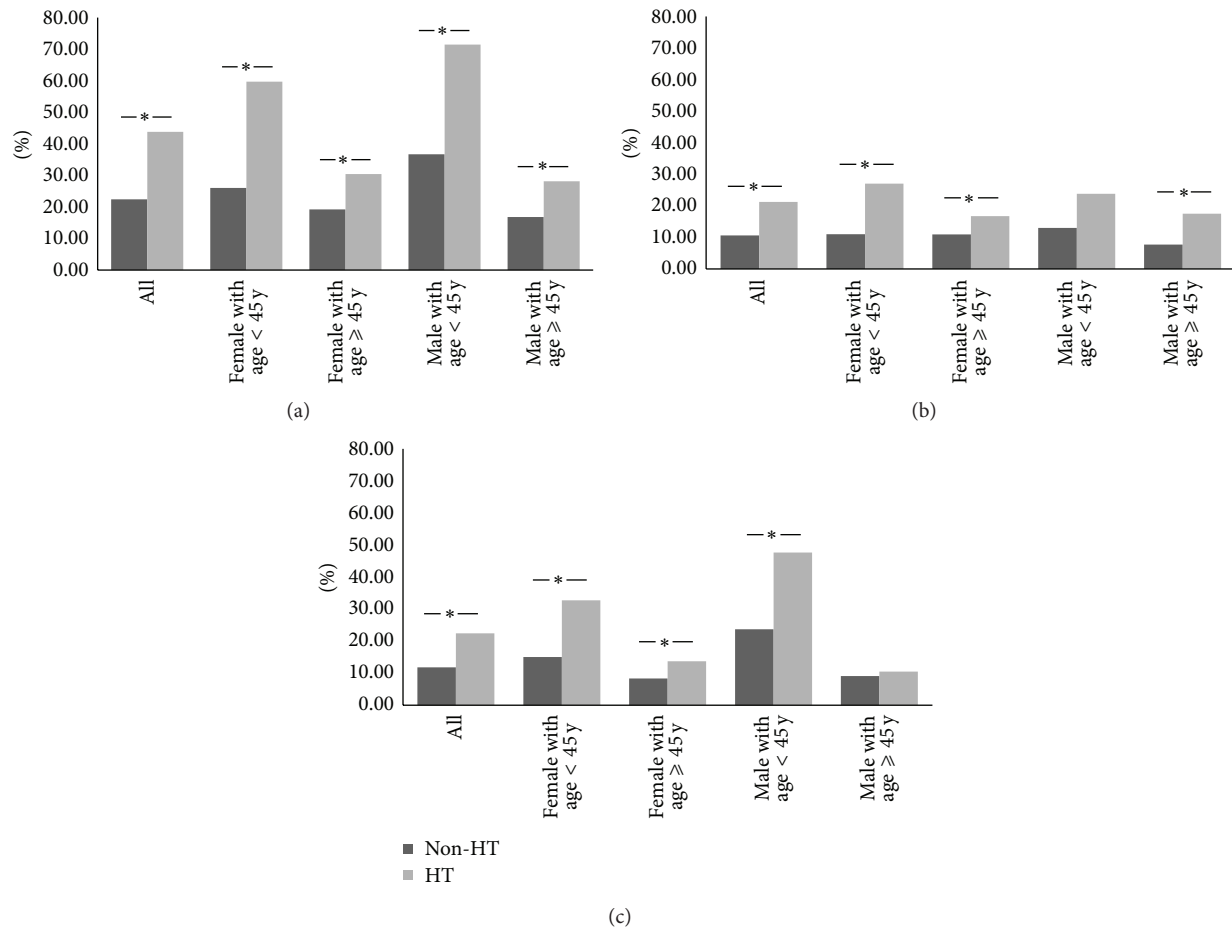 80.00
70.00
60.00
50.00
40.00
30.00
20.00
10.00
0.00
(%)
*
*
*
*
*
All
Female with
age < 45 y
Female with
age ⩾ 45 y
Male with
age < 45 y
Male with
age ⩾ 45 y
(a)
80.00
70.00
60.00
50.00
40.00
30.00
20.00
10.00
0.00
(%)
*
*
*
*
All
Female with
age < 45 y
Female with
age ⩾ 45 y
Male with
age < 45 y
Male with
age ⩾ 45 y
(b)
80.00
70.00
60.00
50.00
40.00
30.00
20.00
10.00
0.00
(%)
*
*
*
*
All
Female with
age < 45 y
Female with
age ⩾ 45 y
Male with
age < 45 y
Male with
age ⩾ 45 y
Non-HT
HT
(c)